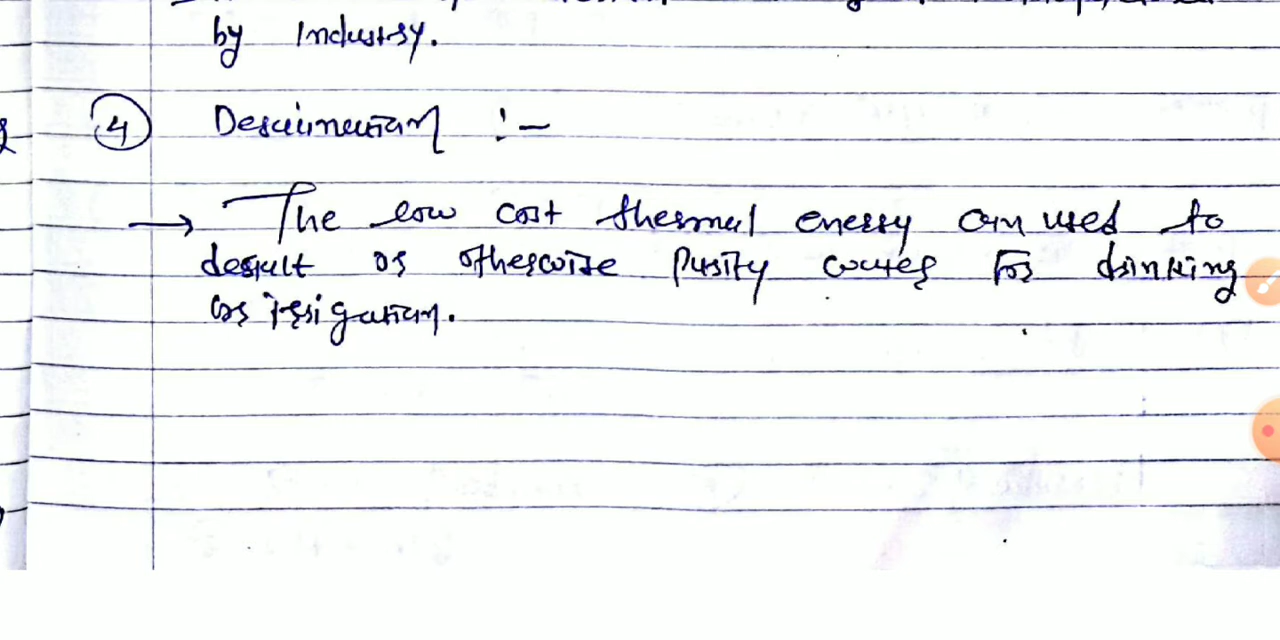 by Industry.
4 Desalination :-
→ The low cost thermal energy can used to
desalt or otherwise purity water for drinking
or irrigation.